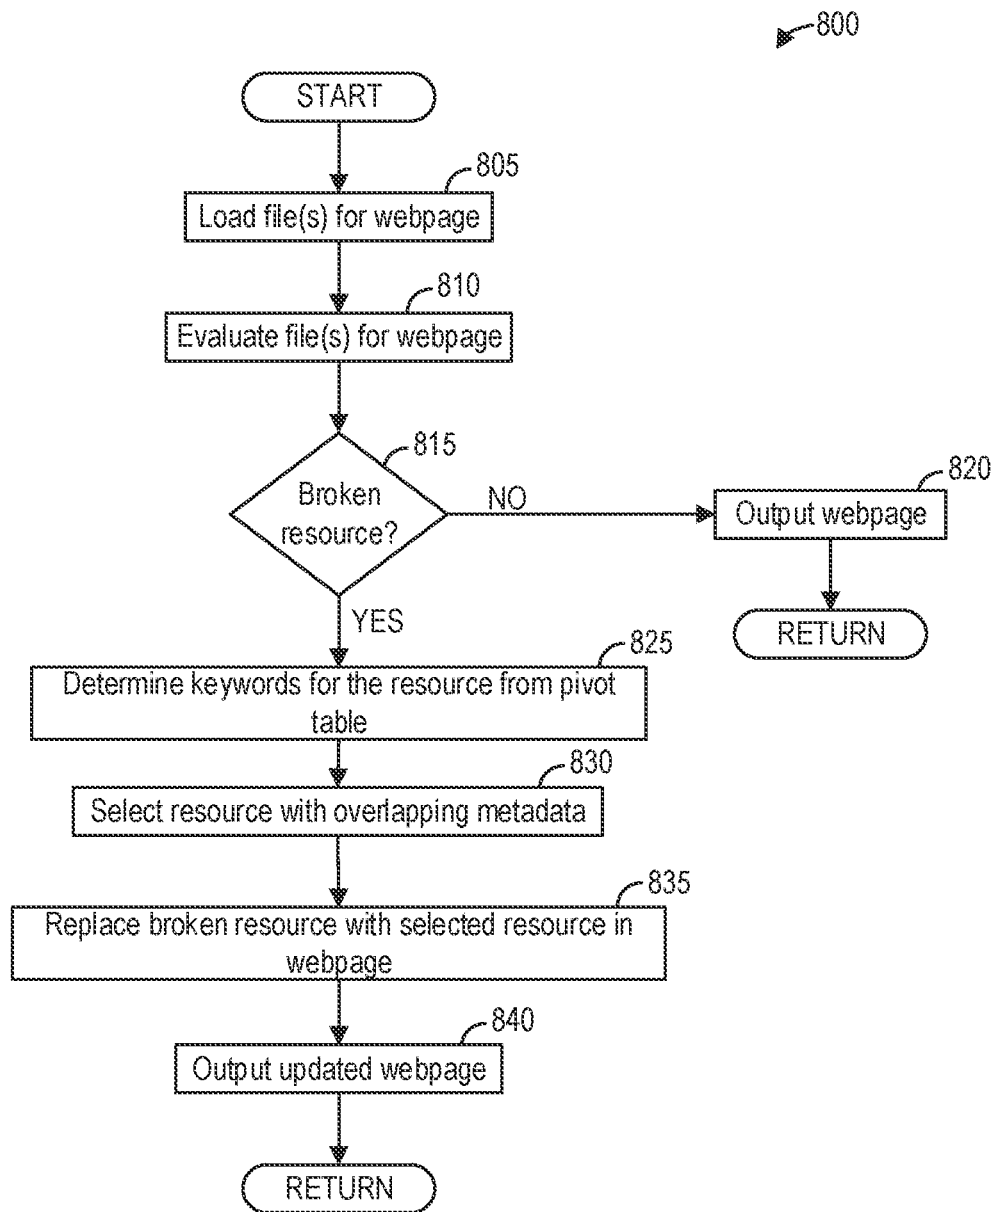 800
START
805
Load file(s) for webpage
810
Evaluate file(s) for webpage
815
Broken
resource?
NO
820
Output webpage
RETURN
YES
825
Determine keywords for the resource from pivot
table
830
Select resource with overlapping metadata
835
Replace broken resource with selected resource in
webpage
840
Output updated webpage
RETURN